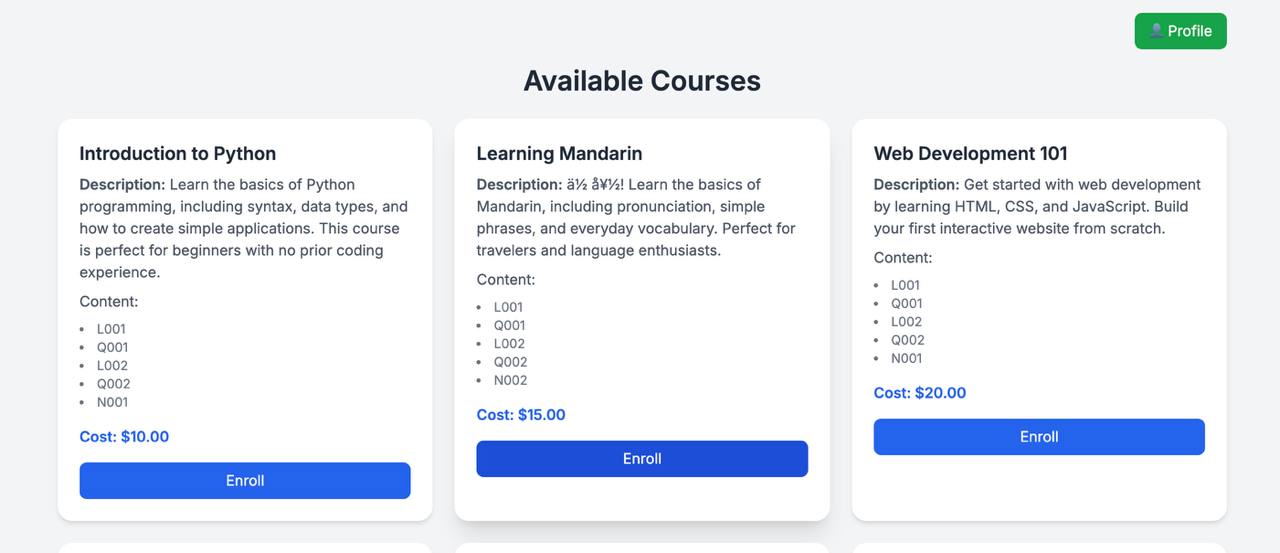 Profile
Available Courses
Introduction to Python
Description: Learn the basics of Python
programming, including syntax, data types, and
how to create simple applications. This course
is perfect for beginners with no prior coding
experience.
Content:
• L001
• Q001
• L002
• Q002
• N001
Cost: $10.00
Enroll
Learning Mandarin
Description: ä½ å¥½! Learn the basics of
Mandarin, including pronunciation, simple
phrases, and everyday vocabulary. Perfect for
travelers and language enthusiasts.
Content:
• L001
• Q001
• L002
• Q002
• N002
Cost: $15.00
Enroll
Web Development 101
Description: Get started with web development
by learning HTML, CSS, and JavaScript. Build
your first interactive website from scratch.
Content:
• L001
• Q001
• L002
• Q002
• N001
Cost: $20.00
Enroll